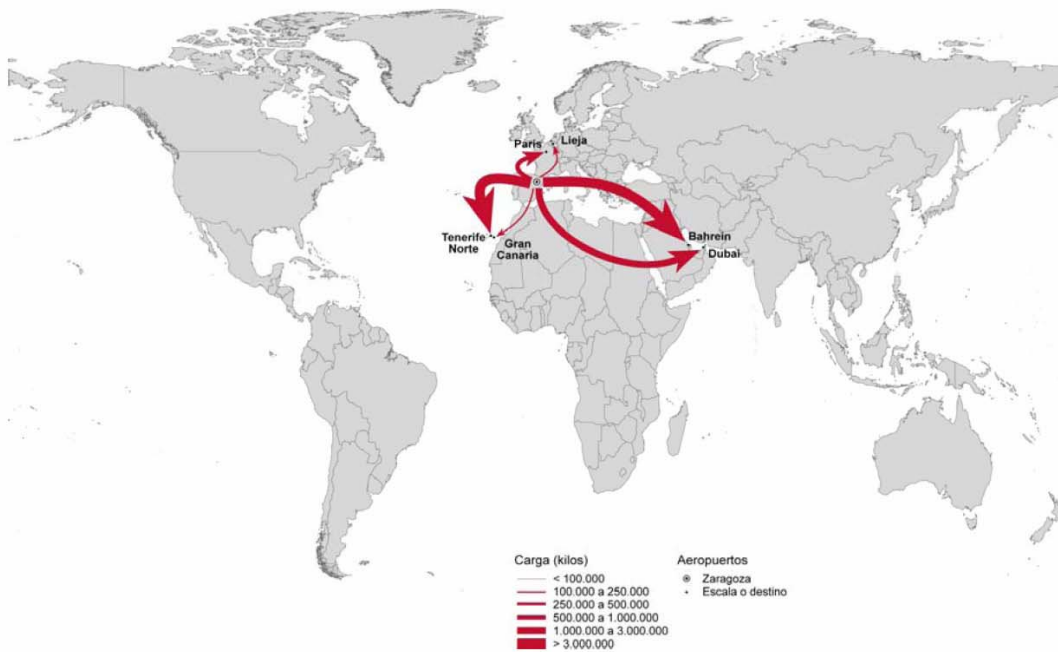 París
Lieja
Tenerife
Norte
Gran
Canaria
Bahrein
Dubai
Carga (kilos)
< 100.000
100.000 a 250.000
250.000 a 500.000
500.000 a 1.000.000
1.000.000 a 3.000.000
> 3.000.000
Aeropuertos
Zaragoza
Escala o destino